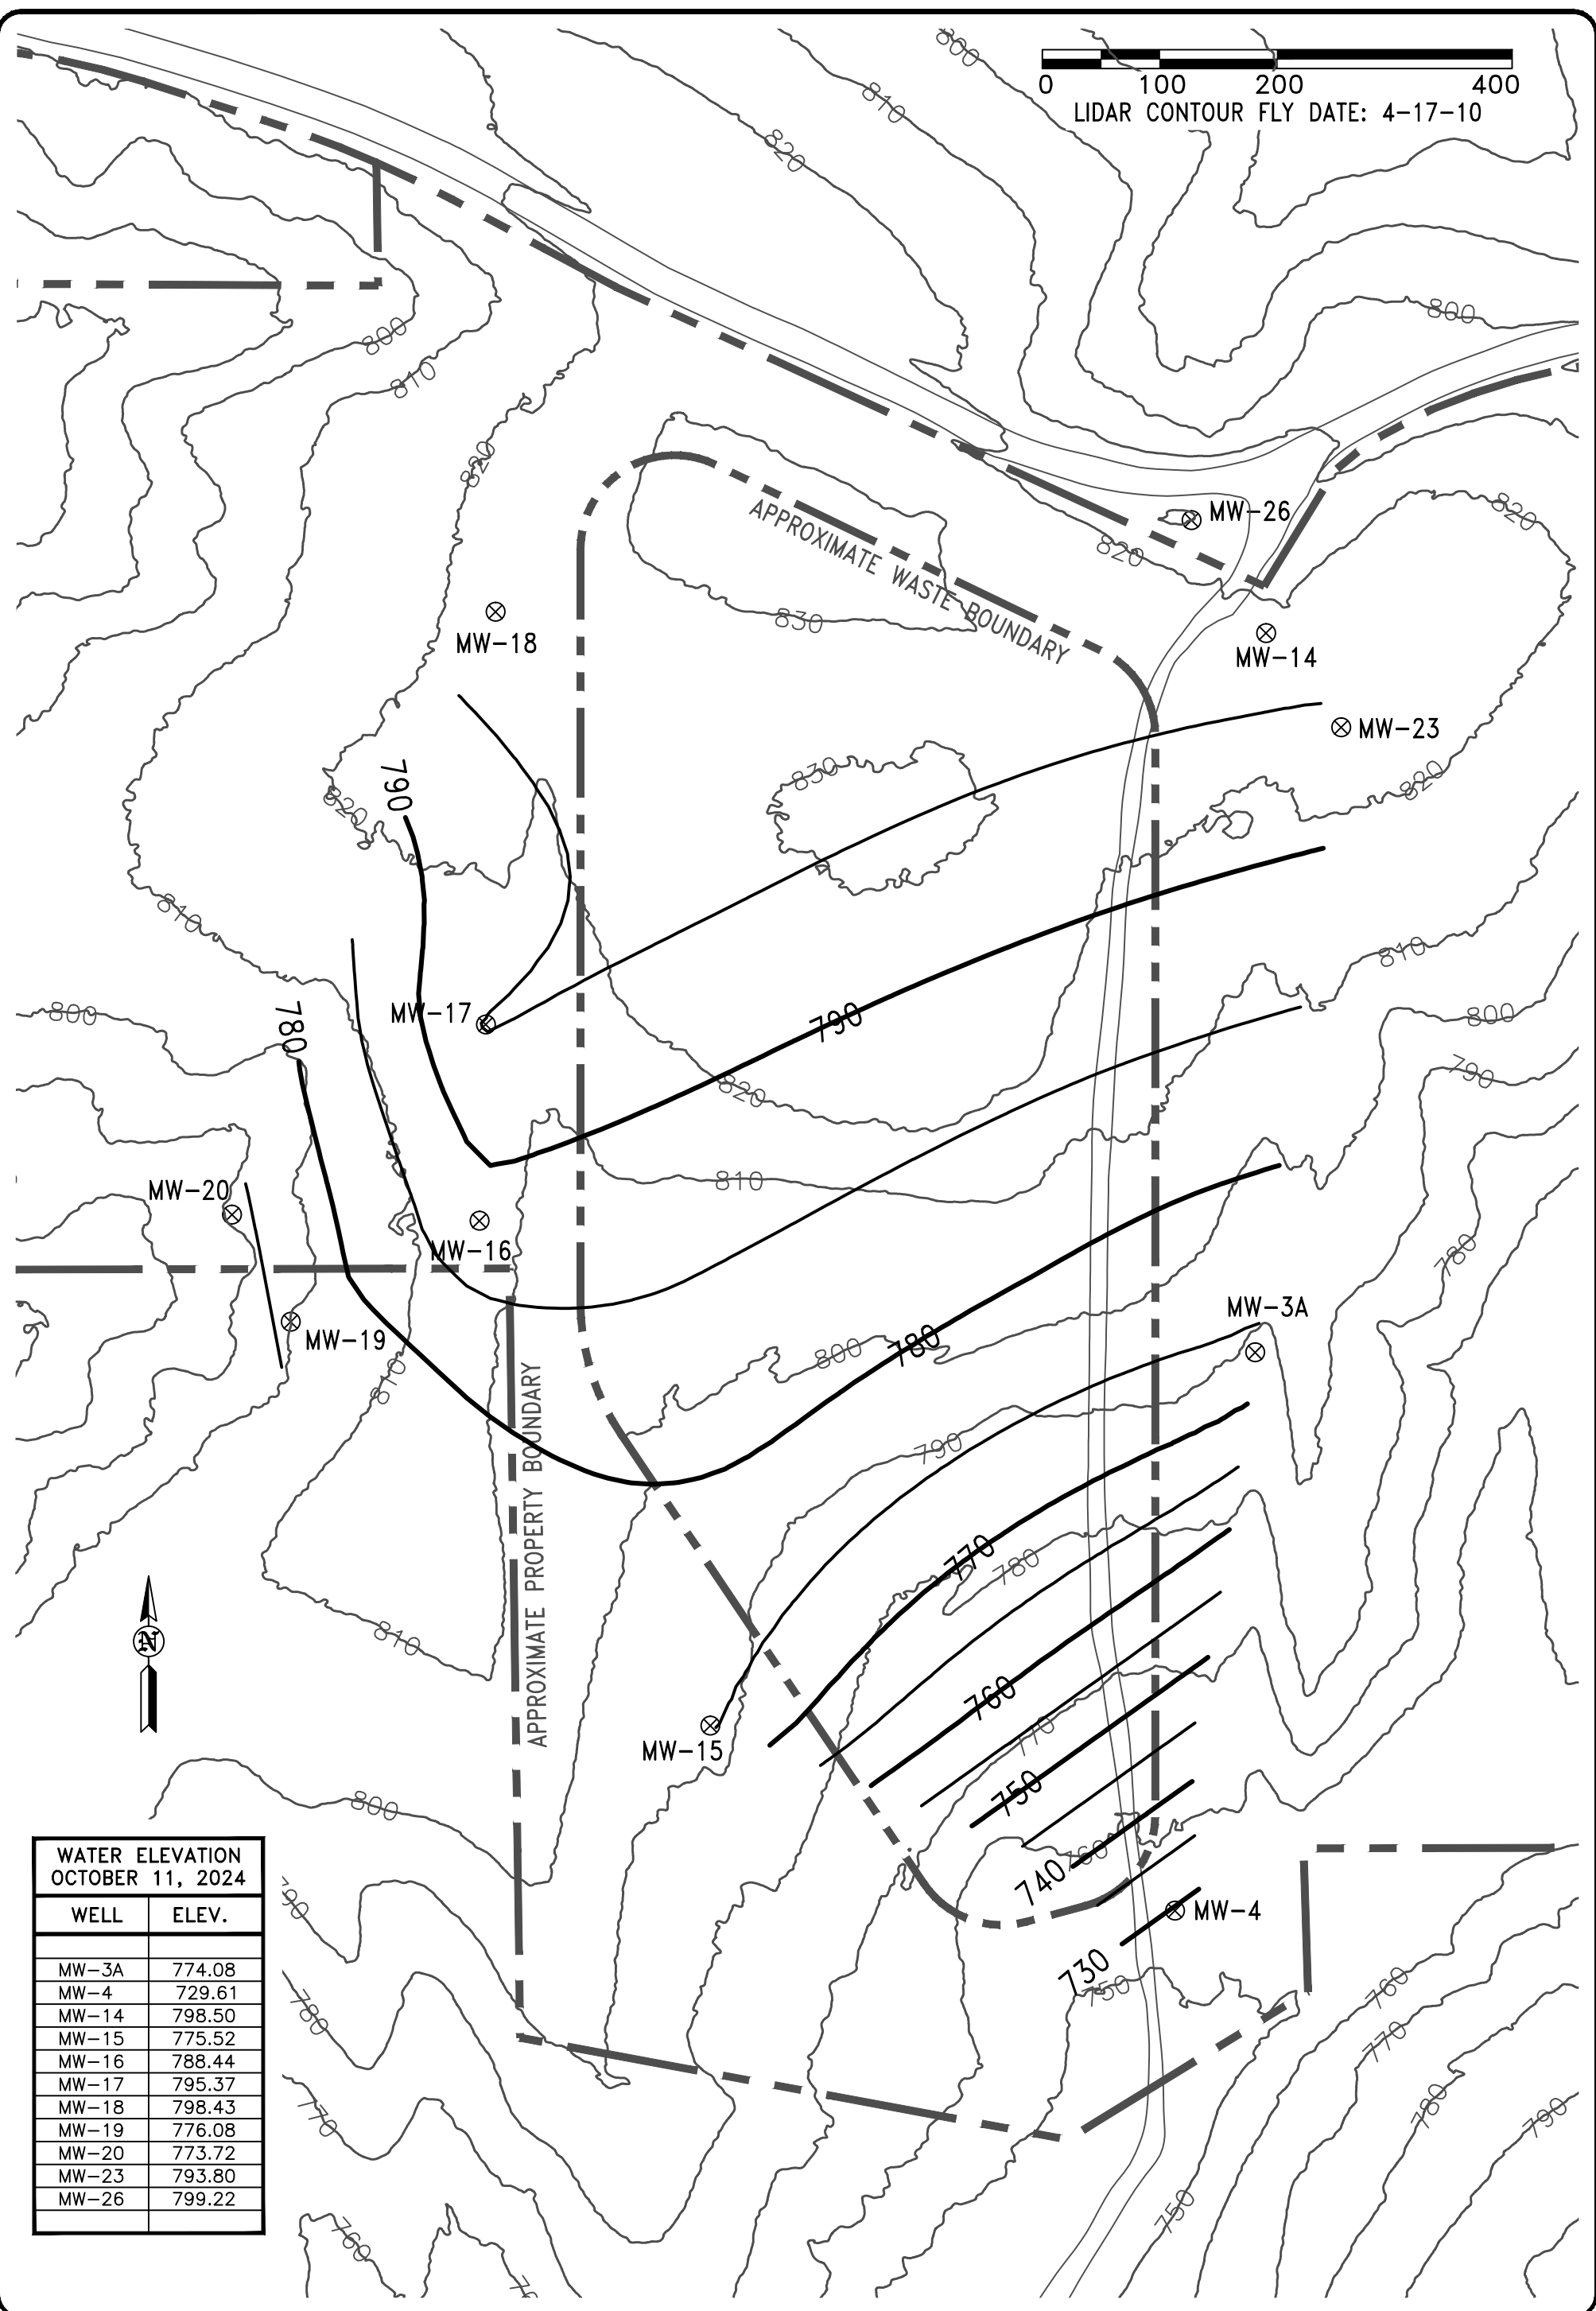 800
0 100 200 400
LIDAR CONTOUR FLY DATE: 4-17-10
810
820
800
800
810
820
820
MW-26
820
APPROXIMATE WASTE BOUNDARY
830
MW-18
MW-14
MW-23
790
830
820
820
810
810
MW-17
790
800
780
800
790
820
810
MW-20
MW-16
780
MW-3A
MW-19
780
800
810
790
APPROXIMATE PROPERTY BOUNDARY
770
780
810
760
770
MW-15
750
800
760
740
MW-4
730
750
760
770
780
790
790
780
770
760
750
WATER ELEVATION
OCTOBER 11, 2024
WELL ELEV.
MW-3A 774.08
MW-4 729.61
MW-14 798.50
MW-15 775.52
MW-16 788.44
MW-17 795.37
MW-18 798.43
MW-19 776.08
MW-20 773.72
MW-23 793.80
MW-26 799.22
N